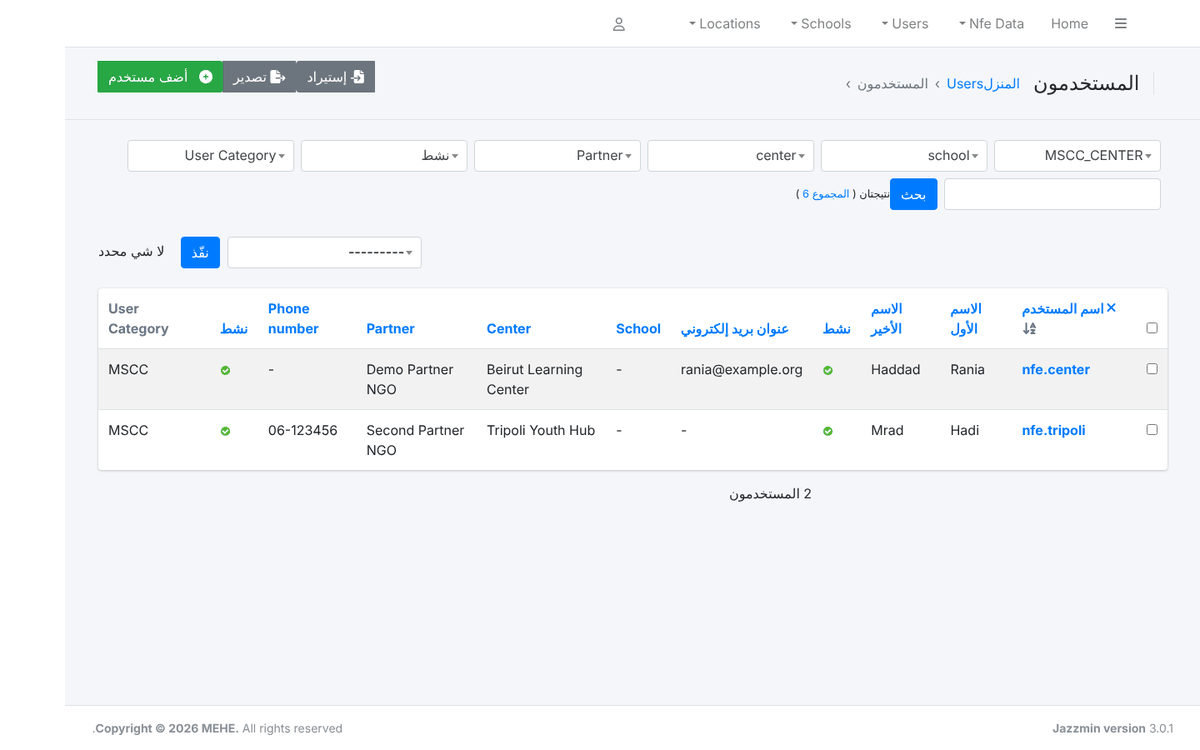 Home
Nfe Data
Users
Schools
Locations
المستخدمون
المنزل
Users
› المستخدمون ›
إستيراد
تصدير
أضف مستخدم
MSCC_CENTER
school
center
Partner
نشط
User Category
بحث
نتيجتان ( المجموع 6 )
---------
نفّذ
لا شي محدد
اسم المستخدم
الاسم الأول
الاسم الأخير
نشط
عنوان بريد إلكتروني
School
Center
Partner
Phone number
نشط
User Category
nfe.center
Rania
Haddad
rania@example.org
-
Beirut Learning Center
Demo Partner NGO
-
MSCC
nfe.tripoli
Hadi
Mrad
-
-
Tripoli Youth Hub
Second Partner NGO
06-123456
MSCC
2 المستخدمون
Jazzmin version 3.0.1
Copyright © 2026 MEHE. All rights reserved.